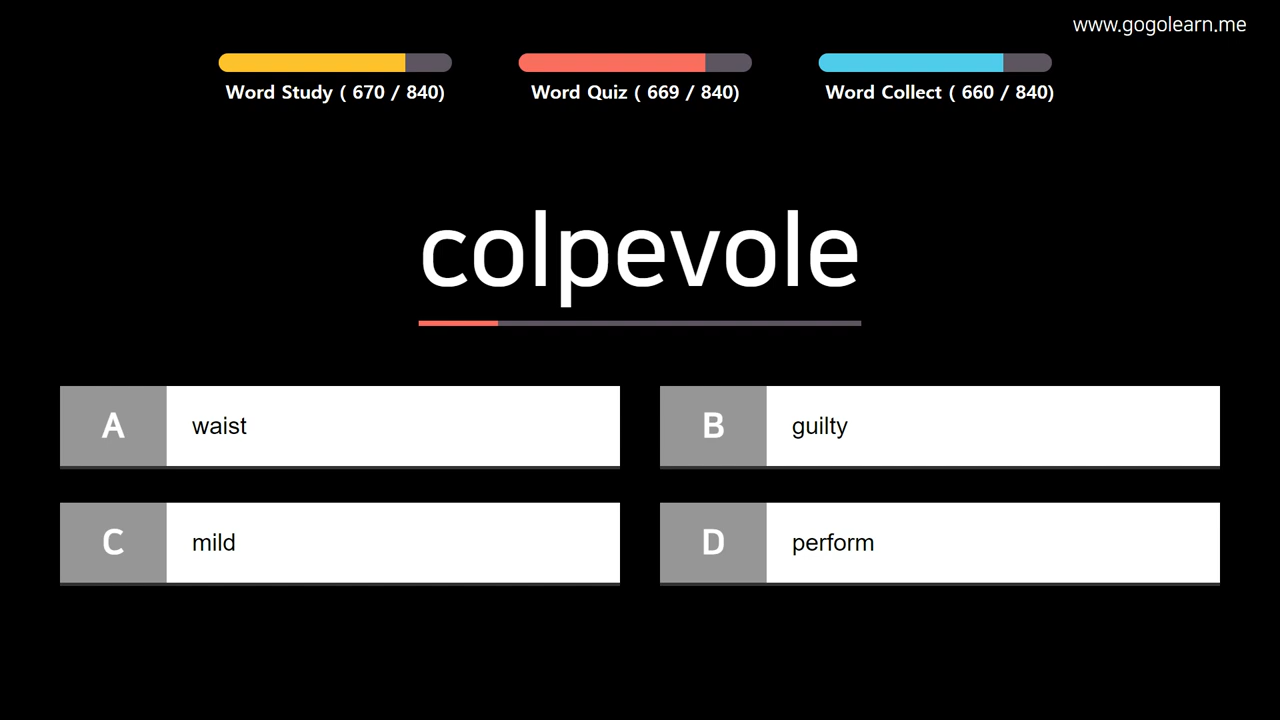 www.gogolearn.me
Word Study ( 670 / 840)
Word Quiz ( 669 / 840)
Word Collect ( 660 / 840)
colpevole
A waist
B guilty
C mild
D perform